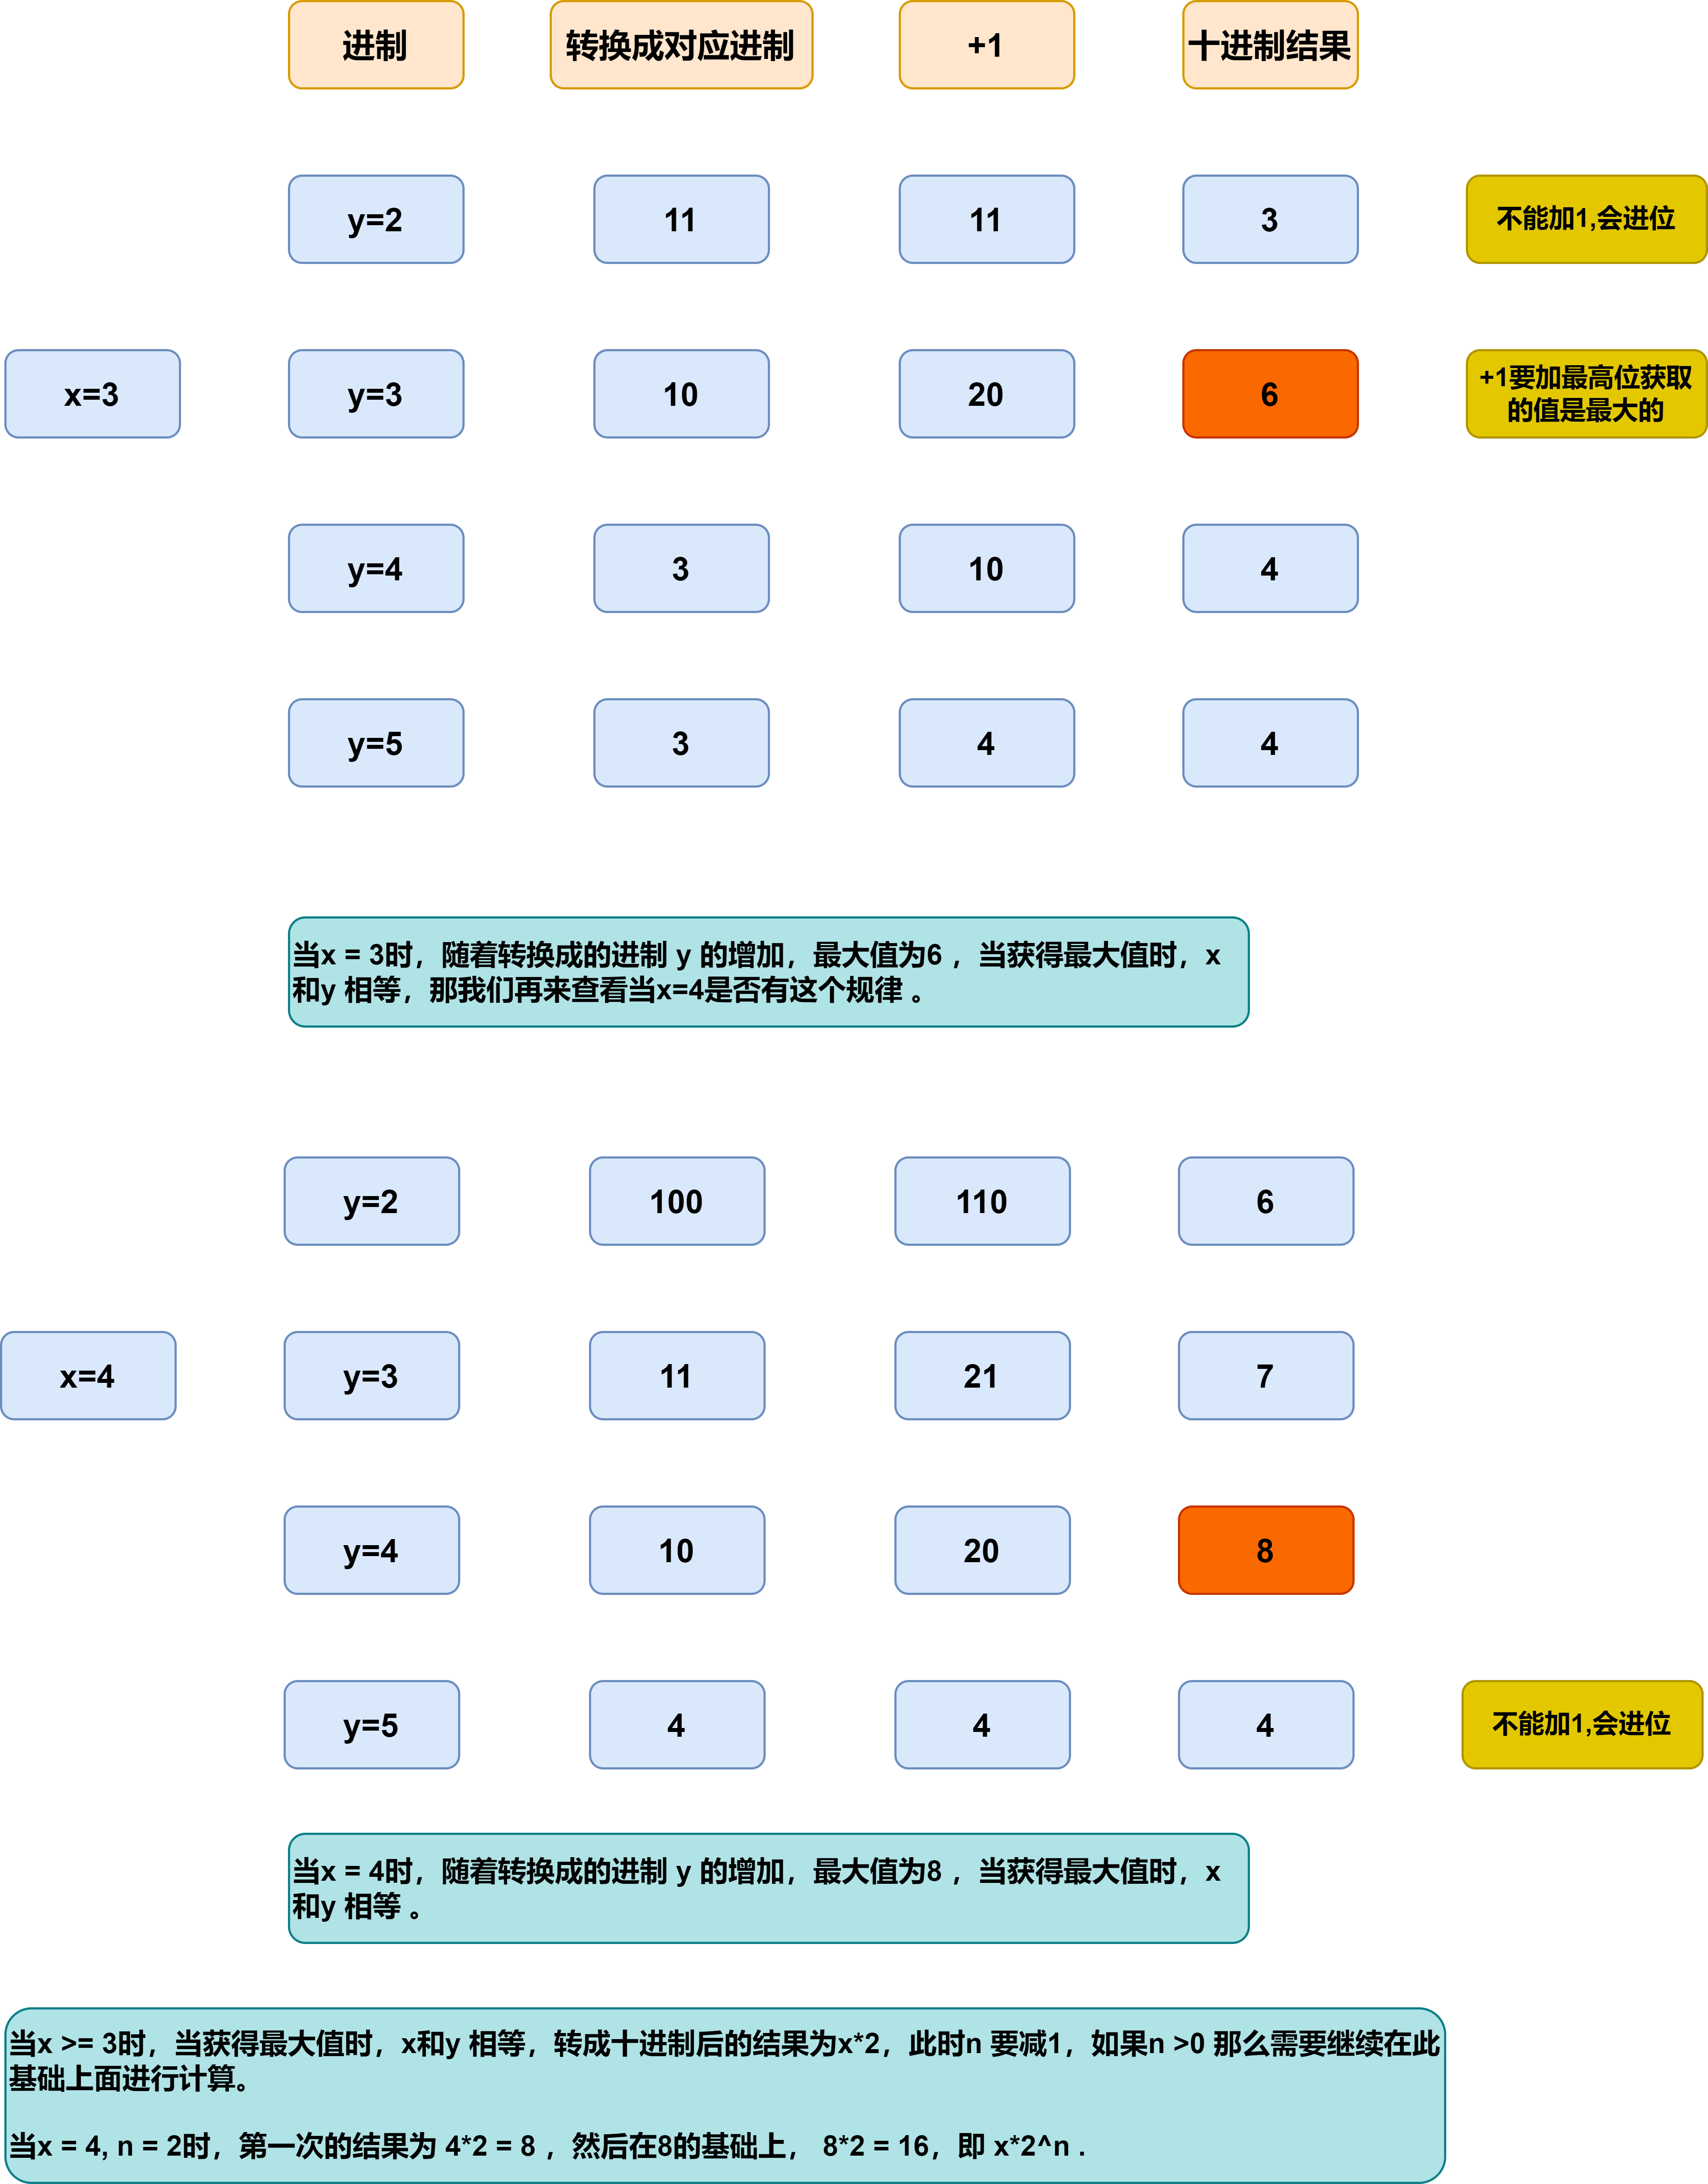 进制
转换成对应进制
+1
十进制结果
y=2
11
11
3
不能加1,会进位
x=3
y=3
10
20
6
+1要加最高位获取
的值是最大的
y=4
3
10
4
y=5
3
4
4
当x = 3时，随着转换成的进制 y 的增加，最大值为6 ，当获得最大值时，x
和y 相等，那我们再来查看当x=4是否有这个规律 。
y=2
100
110
6
x=4
y=3
11
21
7
y=4
10
20
8
y=5
4
4
4
不能加1,会进位
当x = 4时，随着转换成的进制 y 的增加，最大值为8 ，当获得最大值时，x
和y 相等 。
当x >= 3时，当获得最大值时，x和y 相等，转成十进制后的结果为x*2，此时n 要减1，如果n >0 那么需要继续在此
基础上面进行计算。
当x = 4, n = 2时，第一次的结果为 4*2 = 8 ，然后在8的基础上， 8*2 = 16，即 x*2^n .